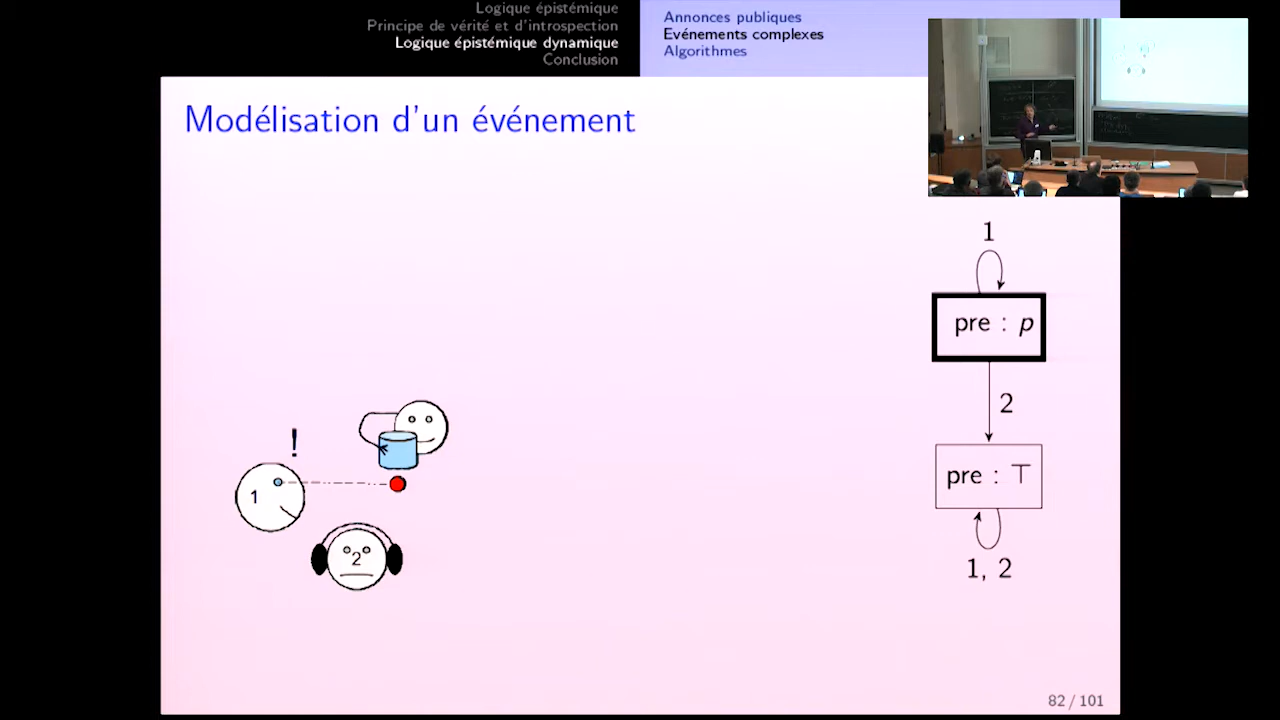 Logique épistémique
Principe de vérité et d'introspection
Logique épistémique dynamique
Conclusion
Annonces publiques
Evénements complexes
Algorithmes
Modélisation d'un événement
1
pre : p
2
pre : ⊤
1, 2
!
1
2
82 / 101